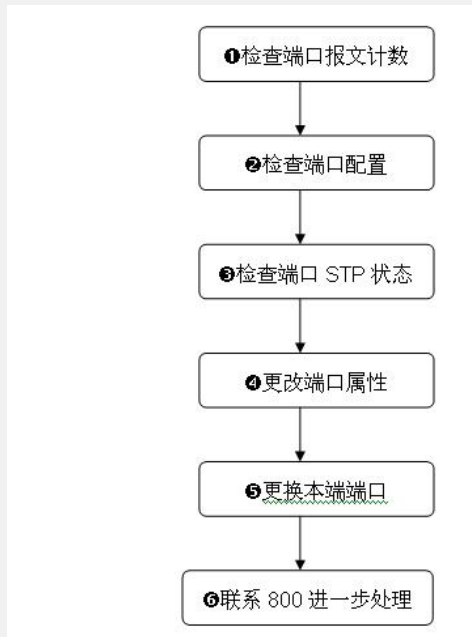 ❶检查端口报文计数
❷检查端口配置
❸检查端口 STP 状态
❹更改端口属性
❺更换本端端口
❻联系 800 进一步处理